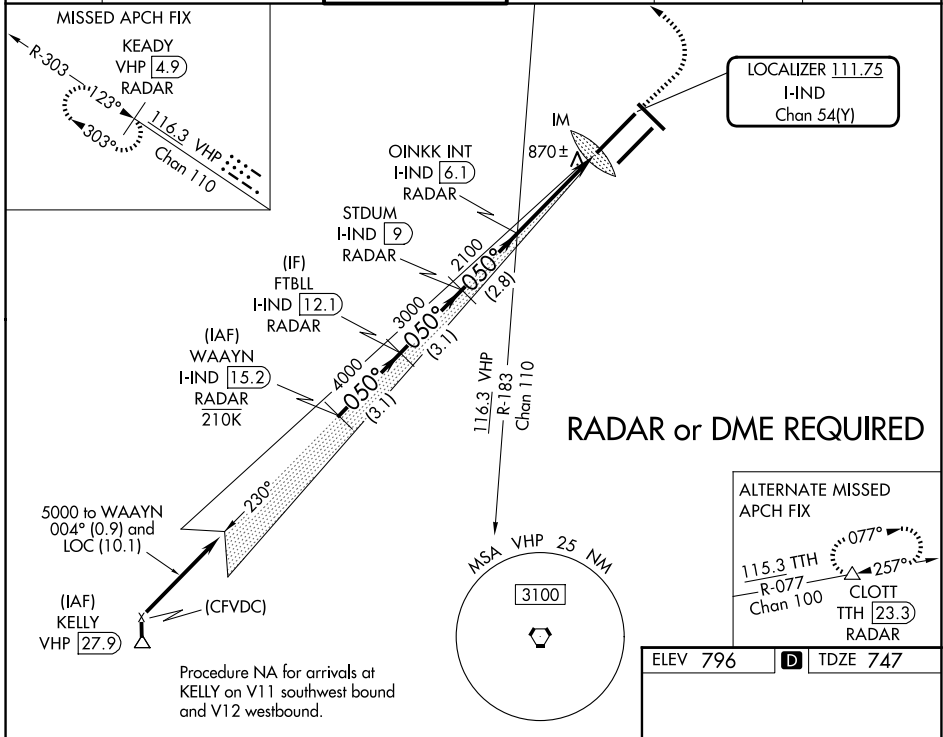 MISSED APCH FIX
KEADY
VHP 4.9
RADAR
R-303
123°
303°
116.3 VHP
Chan 110
LOCALIZER 111.75
I-IND
Chan 54(Y)
IM
870±
OINKK INT
I-IND 6.1
RADAR
STDUM
I-IND 9
RADAR
(IF)
FTBLL
I-IND 12.1
RADAR
(IAF)
WAAYN
I-IND 15.2
RADAR
210K
2100
050°
(2.8)
3000
050°
(3.1)
4000
050°
(3.1)
230°
116.3 VHP
R-183
Chan 110
RADAR or DME REQUIRED
5000 to WAAYN
004° (0.9) and
LOC (10.1)
(IAF)
KELLY
VHP 27.9
(CFVDC)
Procedure NA for arrivals at
KELLY on V11 southwest bound
and V12 westbound.
MSA VHP 25 NM
3100
ALTERNATE MISSED
APCH FIX
077°
257°
115.3 TTH
R-077
Chan 100
CLOTT
TTH 23.3
RADAR
ELEV 796 D TDZE 747